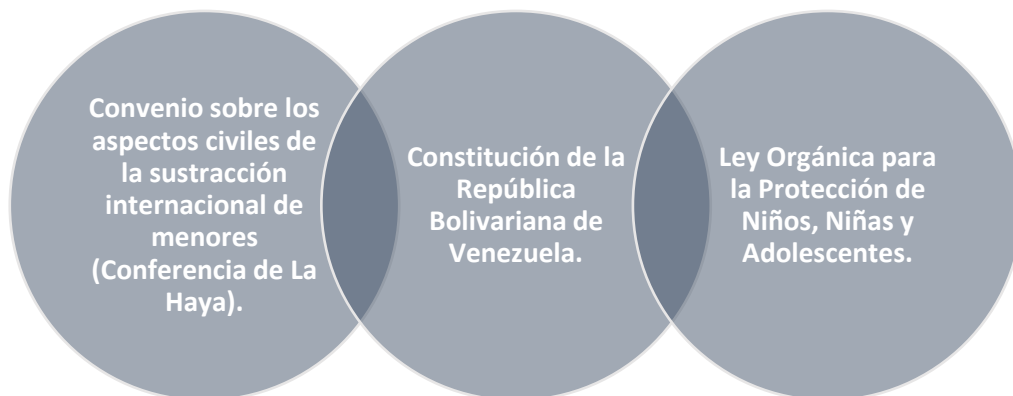 Convenio sobre los
aspectos civiles de
la sustracción
internacional de
menores
(Conferencia de La
Haya).
Constitución de la
República
Bolivariana de
Venezuela.
Ley Orgánica para
la Protección de
Niños, Niñas y
Adolescentes.